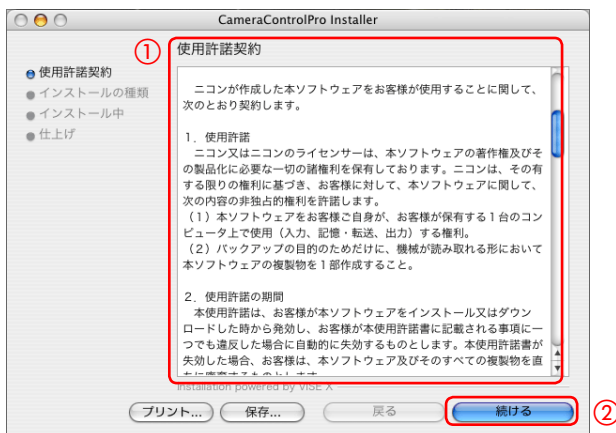 CameraControlPro Installer
①
使用許諾契約
使用許諾契約
インストールの種類
インストール中
仕上げ
ニコンが作成した本ソフトウェアをお客様が使用することに関して、
次のとおり契約します。
１．使用許諾
ニコン又はニコンのライセンサーは、本ソフトウェアの著作権及びそ
の製品化に必要な一切の諸権利を保有しております。ニコンは、その有
する限りの権利に基づき、お客様に対して、本ソフトウェアに関して、
次の内容の非独占的権利を許諾します。
（１）本ソフトウェアをお客様ご自身が、お客様が保有する１台のコン
ピュータ上で使用（入力、記憶・転送、出力）する権利。
（２）バックアップの目的のためだけに、機械が読み取れる形において
本ソフトウェアの複製物を１部作成すること。
２．使用許諾の期間
本使用許諾は、お客様が本ソフトウェアをインストール又はダウン
ロードした時から発効し、お客様が本使用許諾書に記載される事項に一
つでも違反した場合に自動的に失効するものとします。本使用許諾書が
失効した場合、お客様は、本ソフトウェア及びそのすべての複製物を直
Installation powered by VISE X
プリント...
保存...
戻る
続ける
②